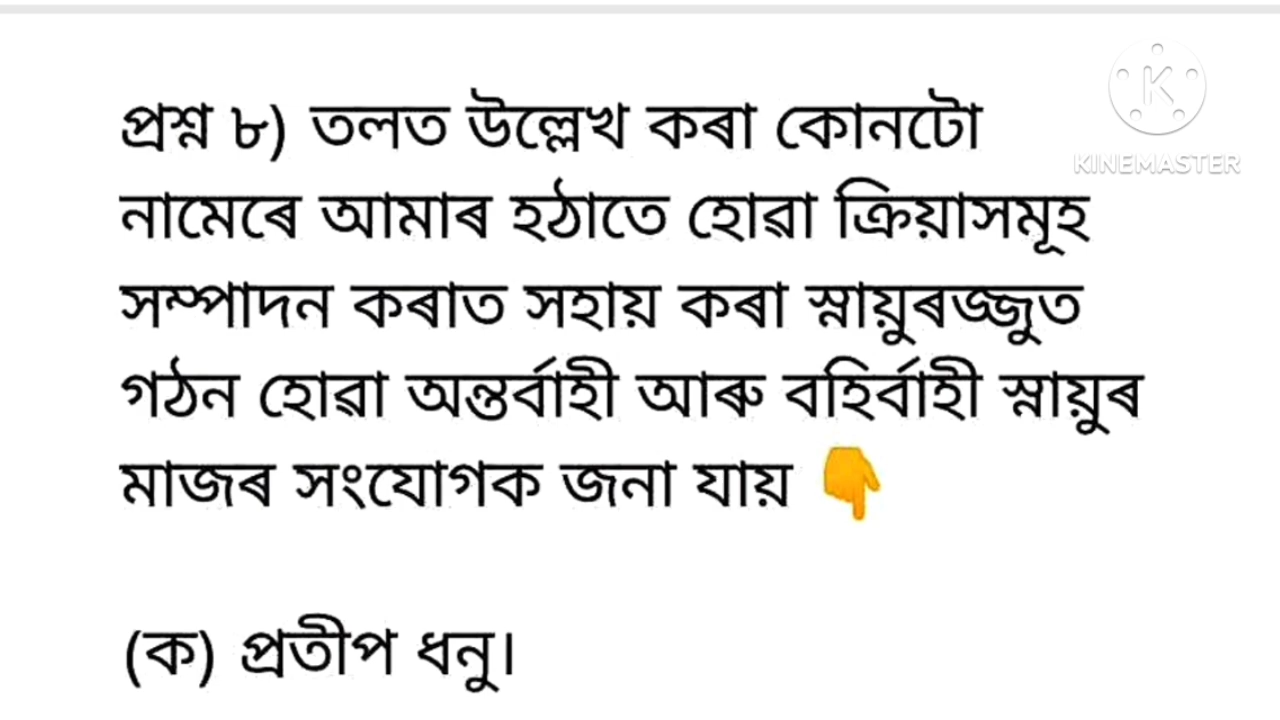 প্ৰশ্ন ৮) তলত উল্লেখ কৰা কোনটো
নামেৰে আমাৰ হঠাতে হোৱা ক্ৰিয়াসমূহ
সম্পাদন কৰাত সহায় কৰা স্নায়ুৰজ্জুত
গঠন হোৱা অন্তৰ্বাহী আৰু বহিৰ্বাহী স্নায়ুৰ
মাজৰ সংযোগক জনা যায় 👇
(ক) প্ৰতীপ ধনু।
KINEMASTER